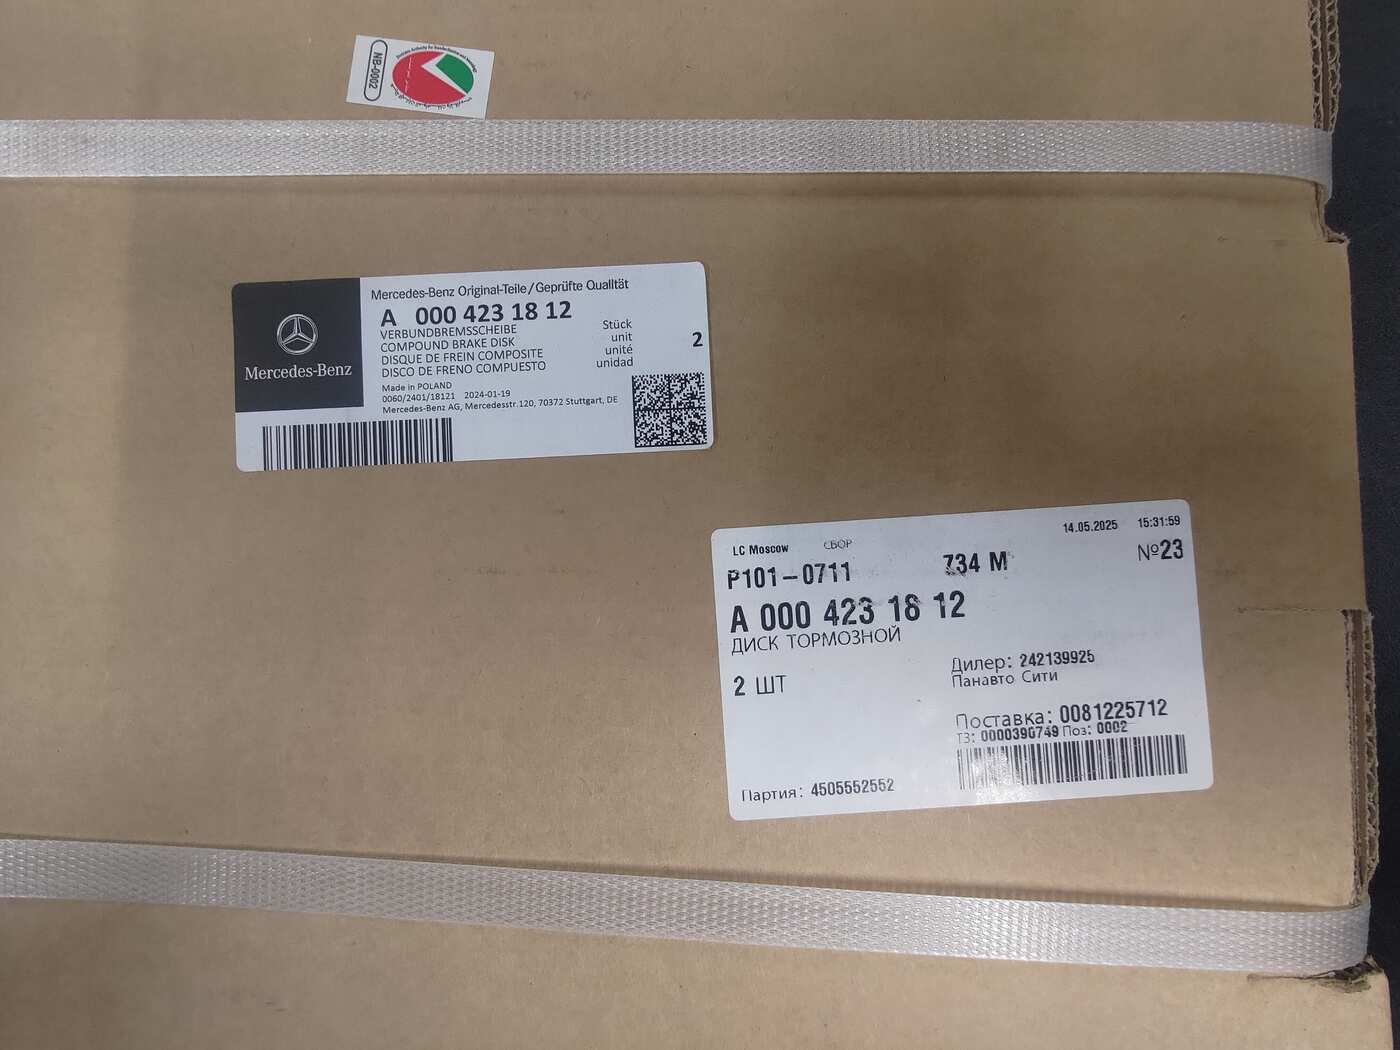 NB-0002
Mercedes-Benz
Mercedes-Benz Original-Teile/Geprüfte Qualität
A 000 423 18 12
VERBUNDBREMSSCHEIBE
COMPOUND BRAKE DISK
DISQUE DE FREIN COMPOSITE
DISCO DE FRENO COMPUESTO
Stück
unit
unité
unidad
2
Made in POLAND
0060/2401/18121 2024-01-19
Mercedes-Benz AG, Mercedesstr.120, 70372 Stuttgart, DE
14.05.2025 15:31:59
LC Moscow СБОР
P101-0711 734 M №23
A 000 423 18 12
ДИСК ТОРМОЗНОЙ
2 ШТ
Дилер: 242139925
Панавто Сити
Поставка: 0081225712
ТЗ: 0000390749 Поз: 0002
Партия: 4505552552